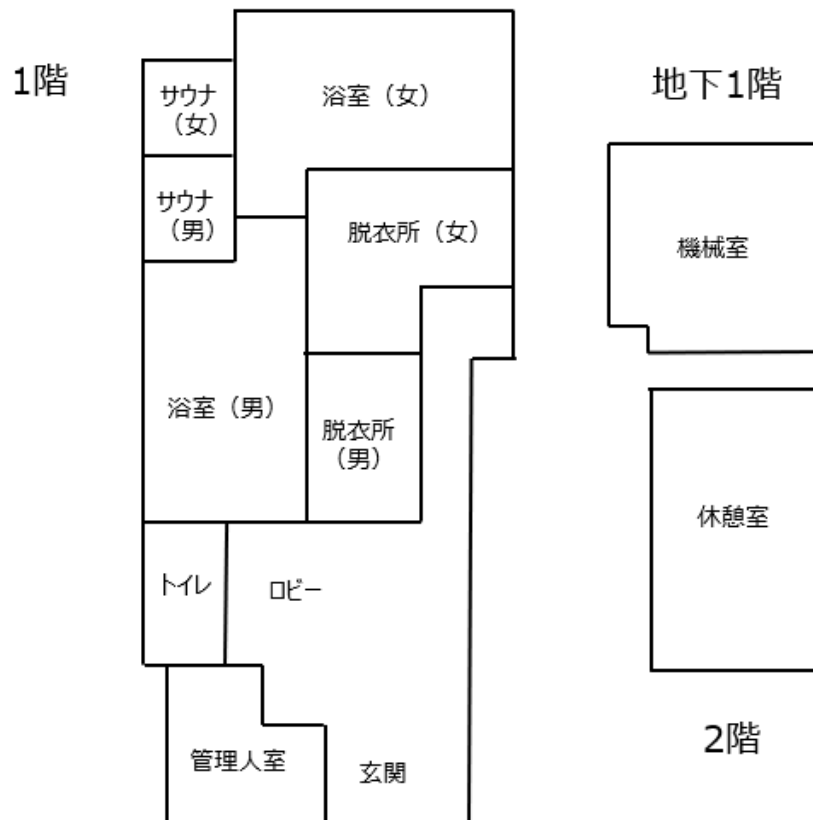 1階
サウナ
（女）
浴室（女）
サウナ
（男）
脱衣所（女）
浴室（男）
脱衣所
（男）
トイレ
ロビー
管理人室
玄関
地下1階
機械室
休憩室
2階